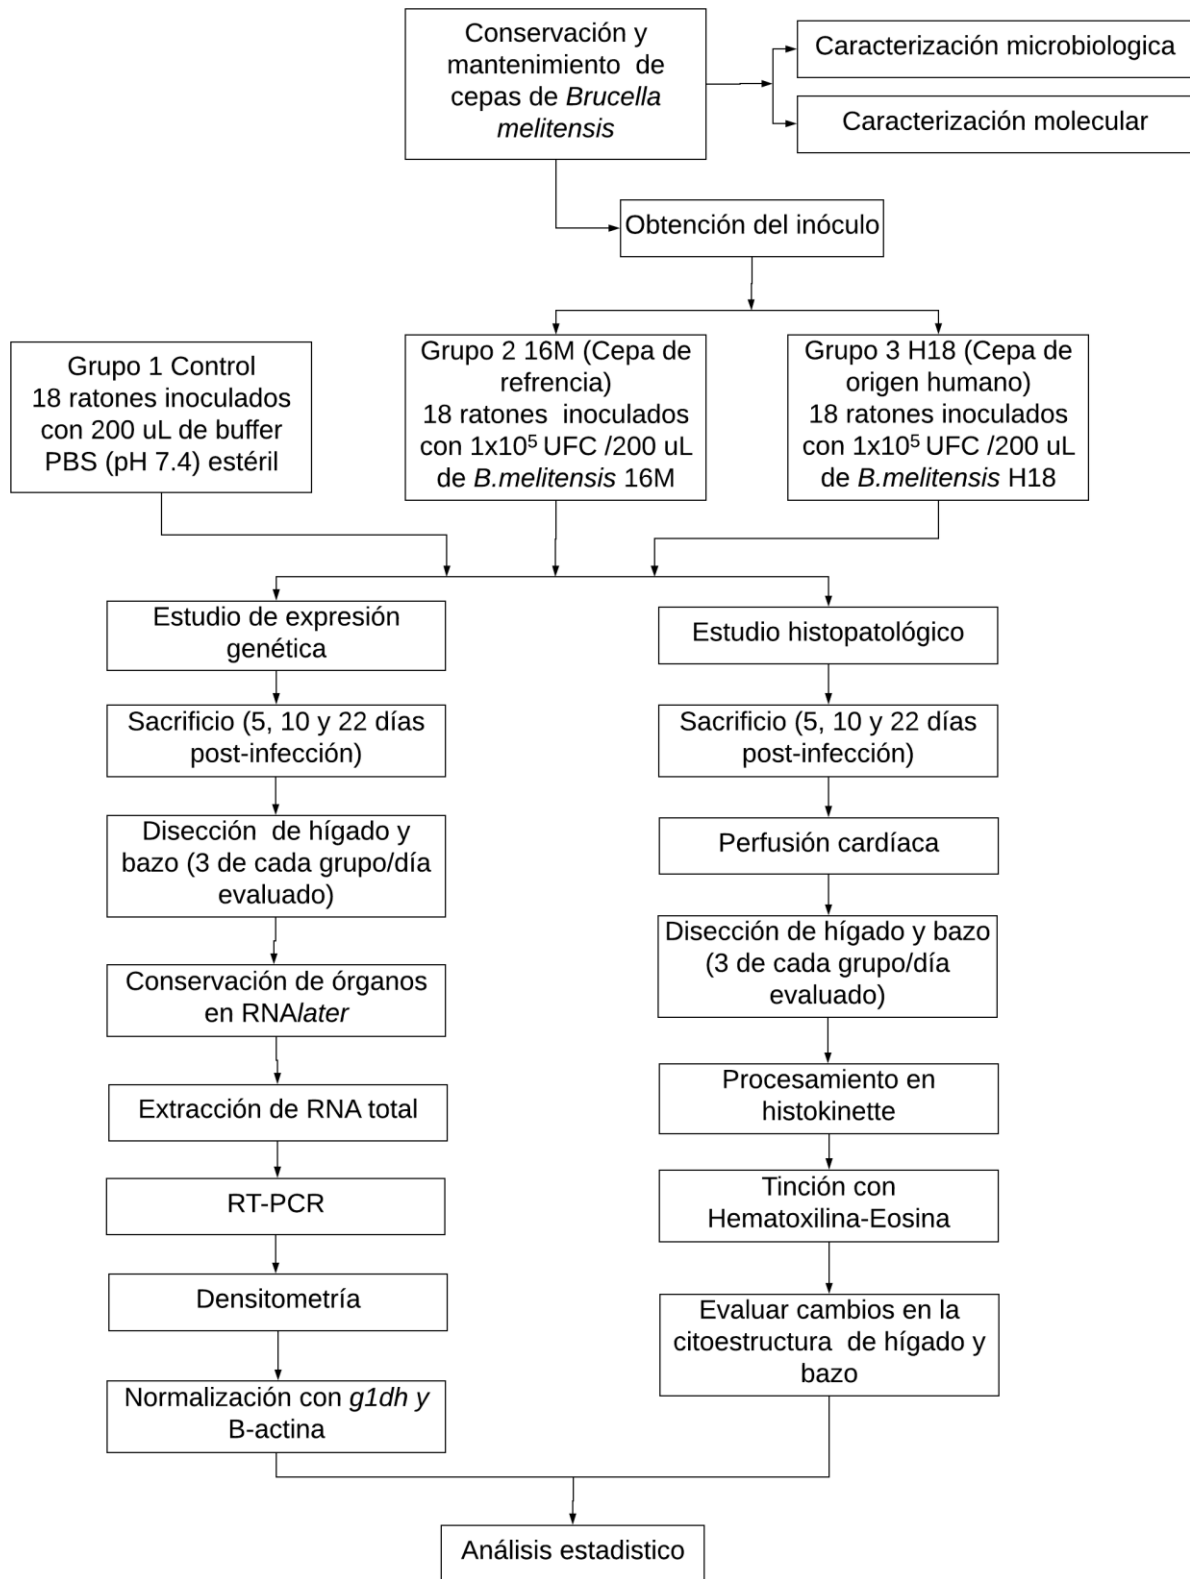 Conservación y
mantenimiento de
cepas de Brucella
melitensis
Caracterización microbiologica
Caracterización molecular
Obtención del inóculo
Grupo 1 Control
18 ratones inoculados
con 200 uL de buffer
PBS (pH 7.4) estéril
Grupo 2 16M (Cepa de
refrencia)
18 ratones inoculados
con 1x10⁵ UFC /200 uL
de B.melitensis 16M
Grupo 3 H18 (Cepa de
origen humano)
18 ratones inoculados
con 1x10⁵ UFC /200 uL
de B.melitensis H18
Estudio de expresión
genética
Sacrificio (5, 10 y 22 días
post-infección)
Disección de hígado y
bazo (3 de cada grupo/día
evaluado)
Conservación de órganos
en RNAlater
Extracción de RNA total
RT-PCR
Densitometría
Normalización con g1dh y
B-actina
Estudio histopatológico
Sacrificio (5, 10 y 22 días
post-infección)
Perfusión cardíaca
Disección de hígado y bazo
(3 de cada grupo/día
evaluado)
Procesamiento en
histokinette
Tinción con
Hematoxilina-Eosina
Evaluar cambios en la
citoestructura de hígado y
bazo
Análisis estadistico